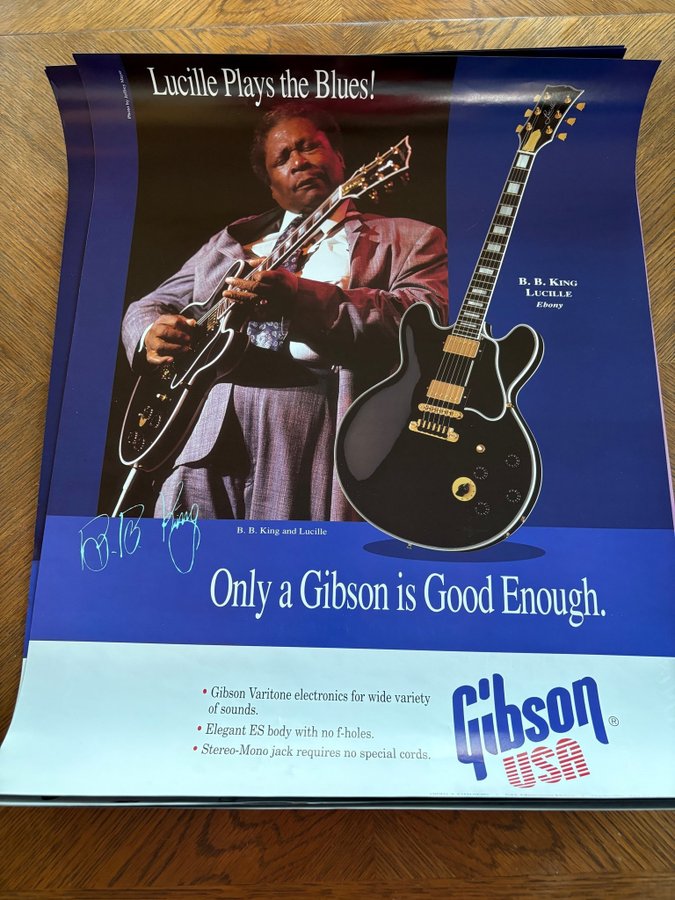 Lucille Plays the Blues!
B. B. KING
LUCILLE
Ebony
B. B. King
B. B. King and Lucille
Only a Gibson is Good Enough.
• Gibson Varitone electronics for wide variety
of sounds.
• Elegant ES body with no f-holes.
• Stereo-Mono jack requires no special cords.
Gibson®
USA